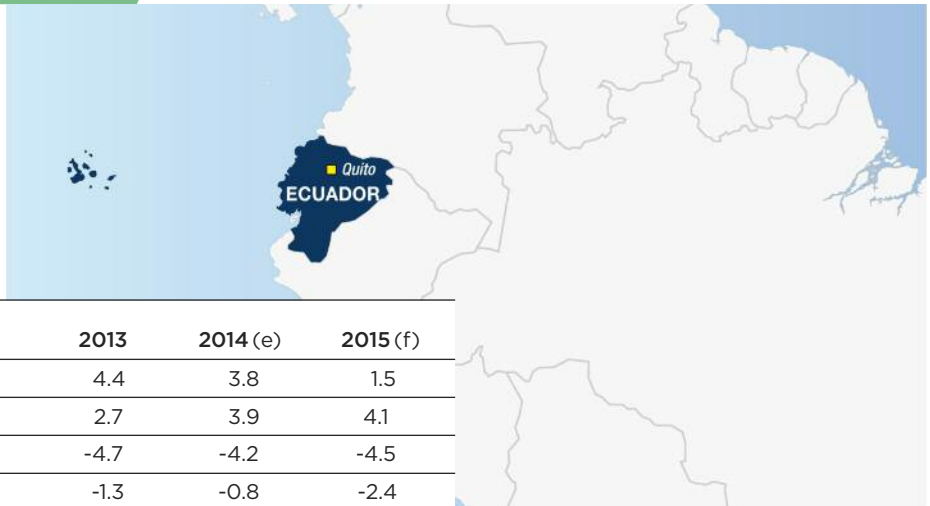 Quito
ECUADOR
2013 2014 (e) 2015 (f)
4.4 3.8 1.5
2.7 3.9 4.1
-4.7 -4.2 -4.5
-1.3 -0.8 -2.4